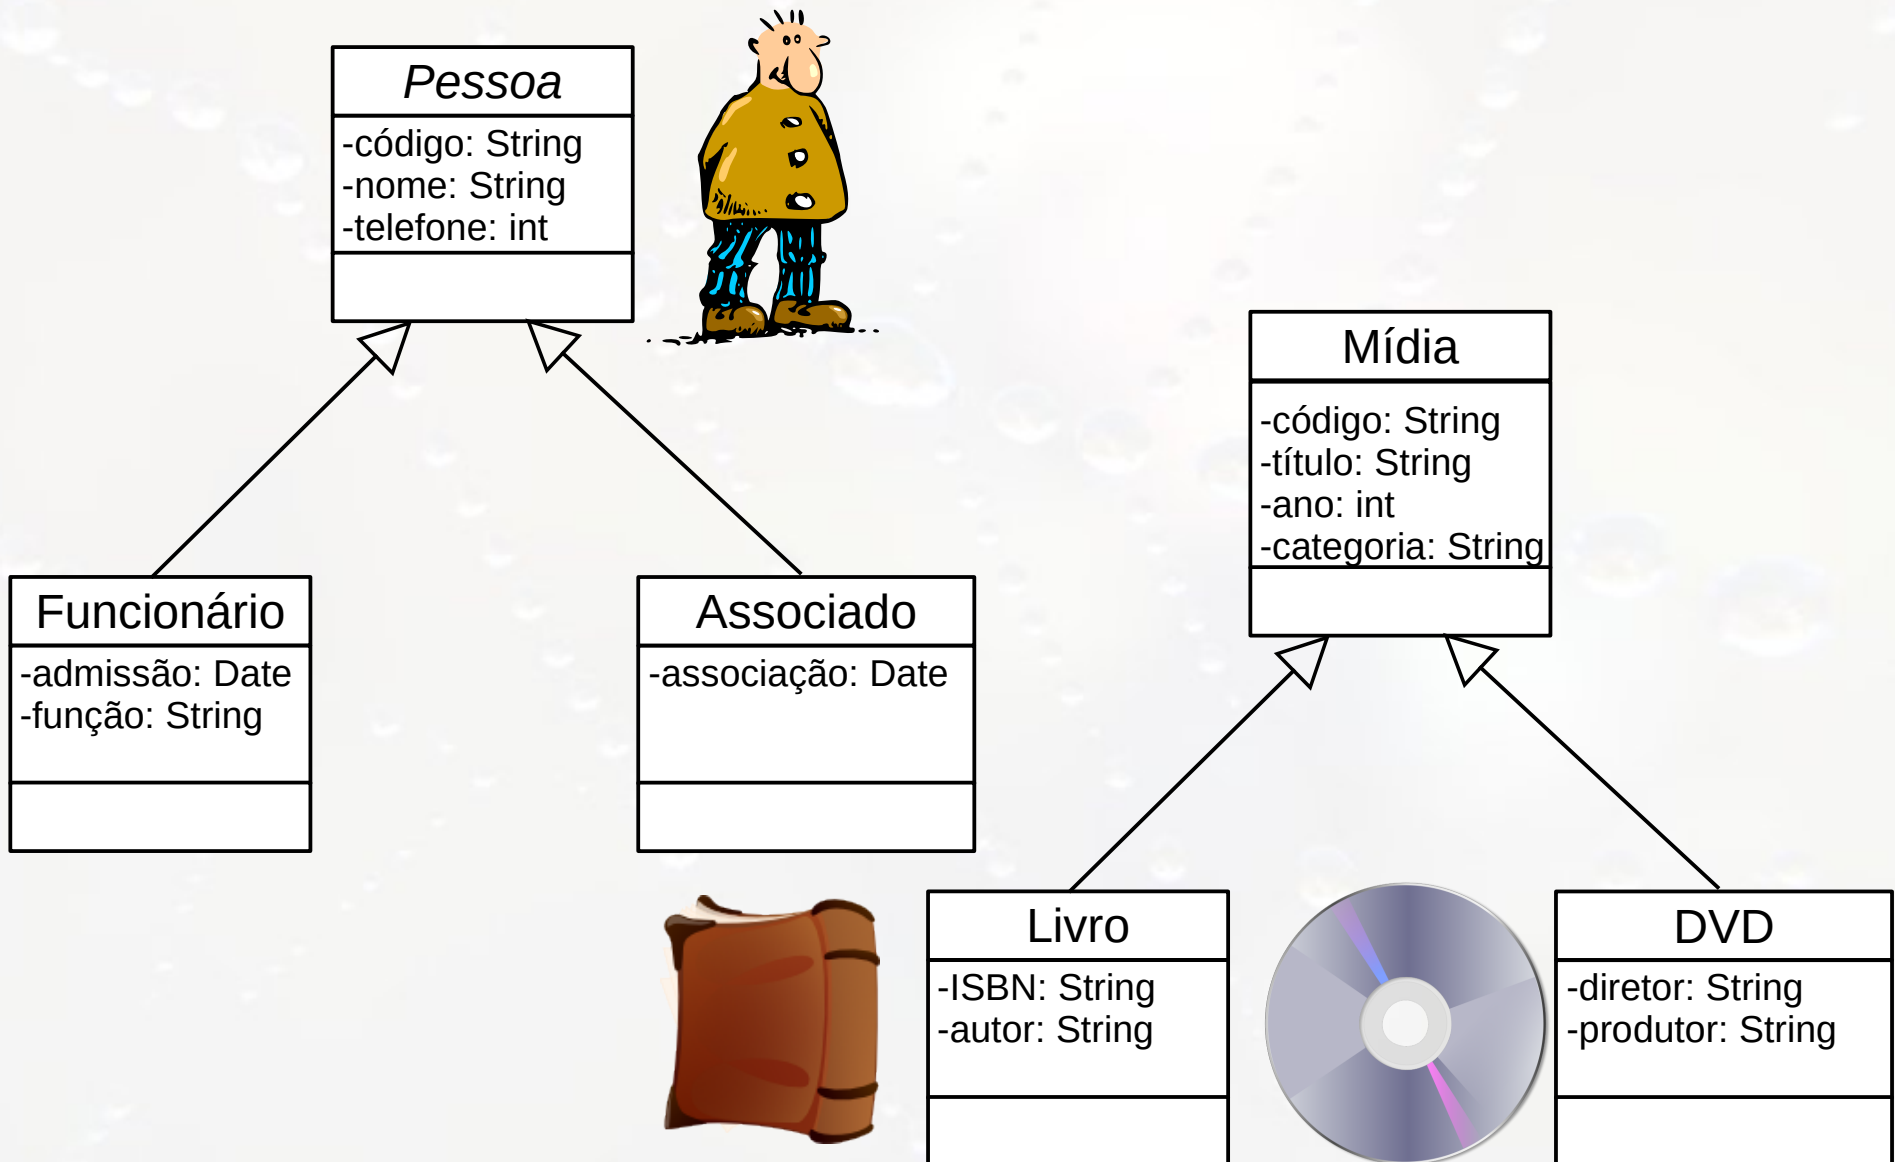 Pessoa
-código: String
-nome: String
-telefone: int
Funcionário
-admissão: Date
-função: String
Associado
-associação: Date
Mídia
-código: String
-título: String
-ano: int
-categoria: String
Livro
-ISBN: String
-autor: String
DVD
-diretor: String
-produtor: String